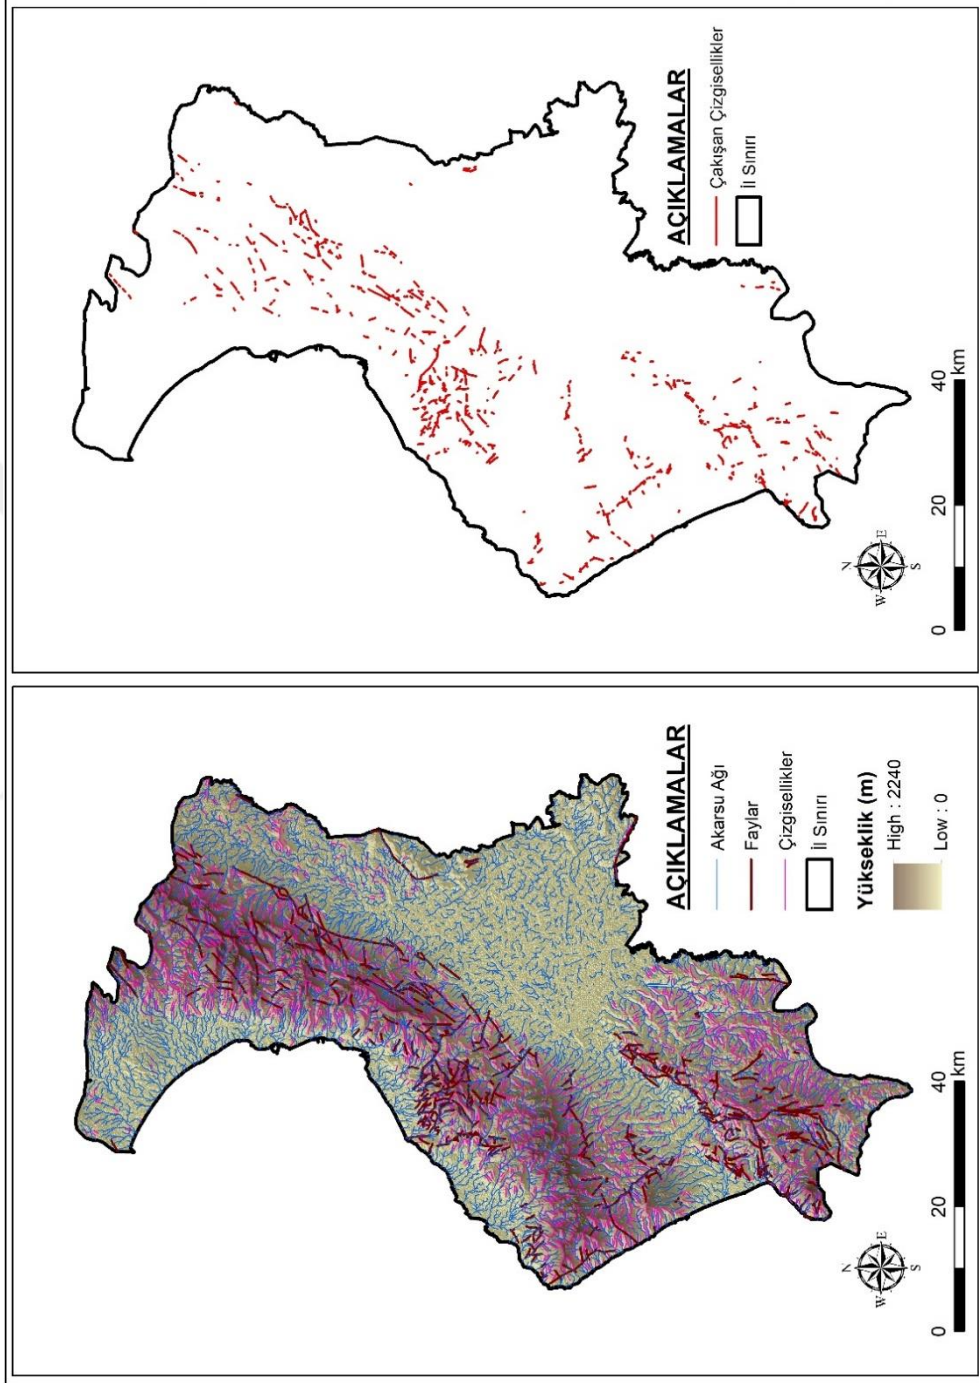 AÇIKLAMALAR
Akarsu Ağı
Faylar
Çizgisellikler
İl Sınırı
Yükseklik (m)
High : 2240
Low : 0
N
W E
S
0 20 40
km
AÇIKLAMALAR
Çakışan Çizgisellikler
İl Sınırı
N
W E
S
0 20 40
km